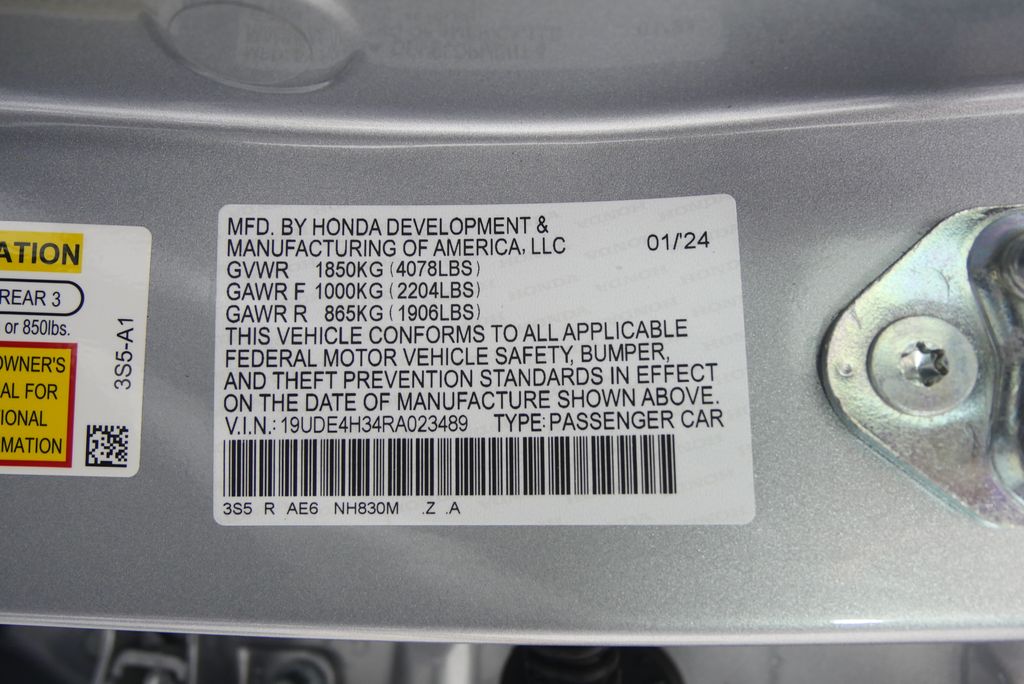 ATION
REAR 3
or 850lbs.
OWNER'S
AL FOR
IONAL
MATION
3S5-A1
MFD. BY HONDA DEVELOPMENT &
MANUFACTURING OF AMERICA, LLC 01/'24
GVWR 1850KG (4078LBS)
GAWR F 1000KG (2204LBS)
GAWR R 865KG (1906LBS)
THIS VEHICLE CONFORMS TO ALL APPLICABLE
FEDERAL MOTOR VEHICLE SAFETY, BUMPER,
AND THEFT PREVENTION STANDARDS IN EFFECT
ON THE DATE OF MANUFACTURE SHOWN ABOVE.
V.I.N.: 19UDE4H34RA023489 TYPE: PASSENGER CAR
3S5 R AE6 NH830M .Z .A